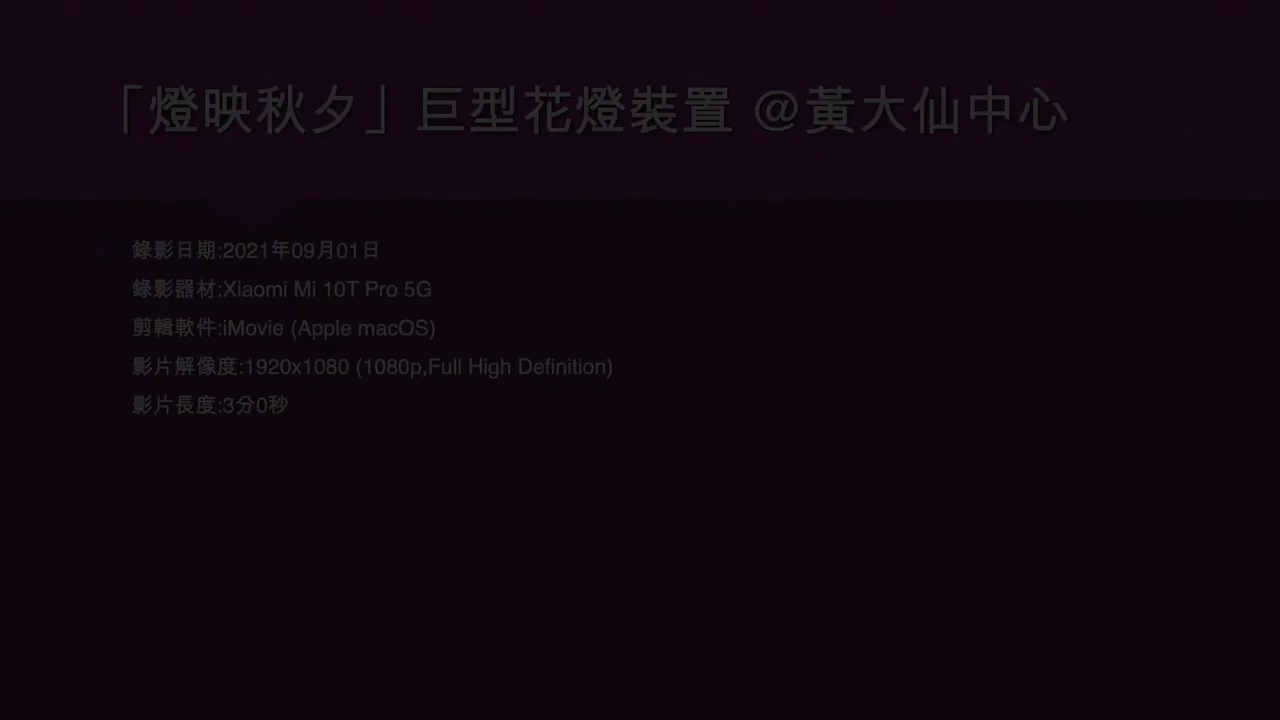 「燈映秋夕」巨型花燈裝置 @黃大仙中心
錄影日期:2021年09月01日
錄影器材:Xiaomi Mi 10T Pro 5G
剪輯軟件:iMovie (Apple macOS)
影片解像度:1920x1080 (1080p,Full High Definition)
影片長度:3分0秒